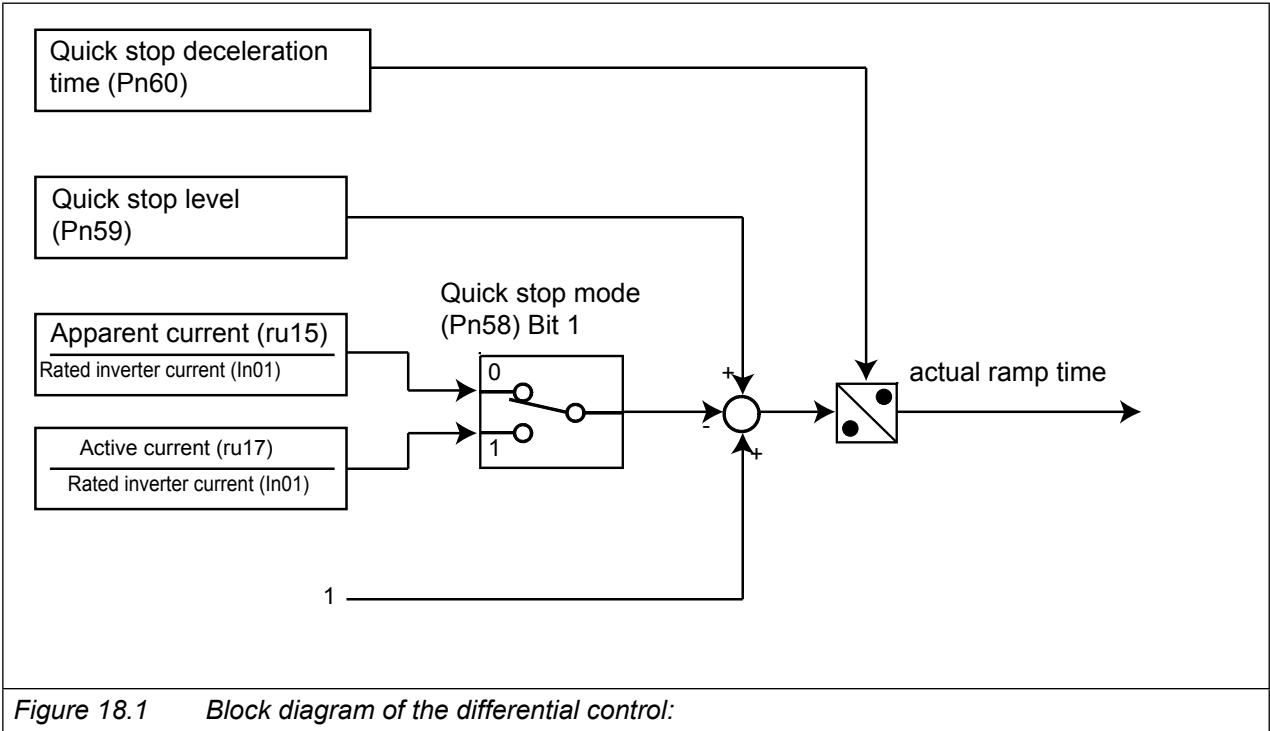 Quick stop deceleration
time (Pn60)
Quick stop level
(Pn59)
Quick stop mode
(Pn58) Bit 1
Apparent current (ru15)
Rated inverter current (In01)
0
+
actual ramp time
-
Active current (ru17)
Rated inverter current (In01)
1
+
1
Figure 18.1 Block diagram of the differential control: